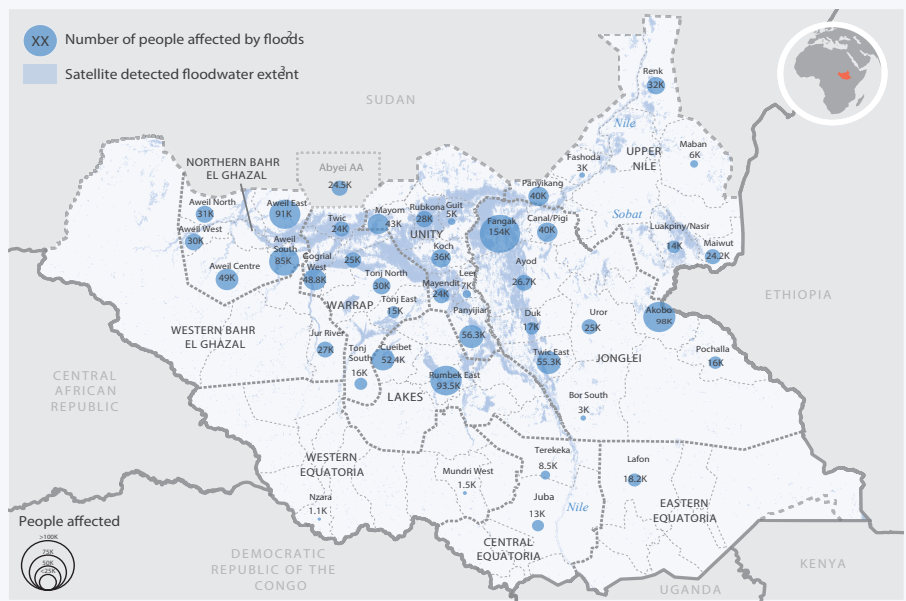 XX Number of people affected by floods2
Satellite detected floodwater extent3
SUDAN
Renk
32K
Nile
Maban
6K
UPPER
NILE
Fashoda
3K
NORTHERN BAHR
EL GHAZAL
Abyei AA
24.5K
Panyikang
40K
Aweil North
31K
Aweil East
91K
Twic
24K
Mayom
43K
Rubkona
28K
Guit
5K
UNITY
Fangak
154K
Canal/Pigi
40K
Sobat
Luakpiny/Nasir
14K
Maiwut
24.2K
Aweil West
30K
Aweil
South
85K
Gogrial
West
48.8K
25K
Koch
36K
Aweil Centre
49K
Tonj North
30K
Mayendit
24K
Leer
7K
Ayod
26.7K
ETHIOPIA
WARRAP
Tonj East
15K
Panyijiar
56.3K
Duk
17K
Uror
25K
Akobo
98K
WESTERN BAHR
EL GHAZAL
Jur River
27K
Tonj
South
16K
Cueibet
52.4K
Twic East
55.3K
JONGLEI
Pochalla
16K
CENTRAL
AFRICAN
REPUBLIC
Rumbek East
93.5K
LAKES
Bor South
3K
WESTERN
EQUATORIA
Mundri West
1.5K
Terekeka
8.5K
Lafon
18.2K
Nzara
1.1K
Juba
13K
Nile
EASTERN
EQUATORIA
CENTRAL
EQUATORIA
People affected
>100K
75K
50K
<25K
DEMOCRATIC
REPUBLIC OF THE
CONGO
UGANDA
KENYA